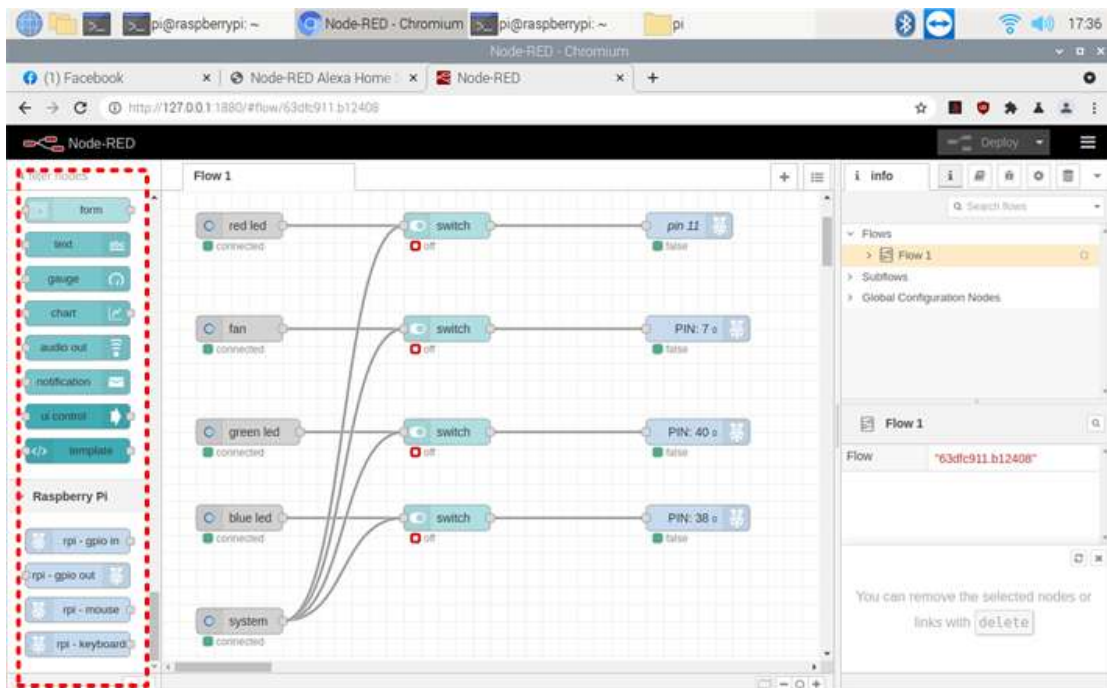 pi@raspberrypi: ~
Node-RED - Chromium
pi@raspberrypi: ~
pi
17:36
Node-RED - Chromium
(1) Facebook
Node-RED Alexa Home
Node-RED
http://127.0.0.1:1880/#flow/63dfc911.b12408
Node-RED
Deploy
filter nodes
Flow 1
i info
Search flows
form
text
gauge
chart
audio out
notification
ui control
template
Raspberry Pi
rpi - gpio in
rpi - gpio out
rpi - mouse
rpi - keyboard
red led
connected
switch
off
pin 11
false
fan
connected
switch
off
PIN: 7
false
green led
connected
switch
off
PIN: 40
false
blue led
connected
switch
off
PIN: 38
false
system
connected
Flows
Flow 1
Subflows
Global Configuration Nodes
Flow 1
Flow "63dfc911.b12408"
You can remove the selected nodes or
links with delete